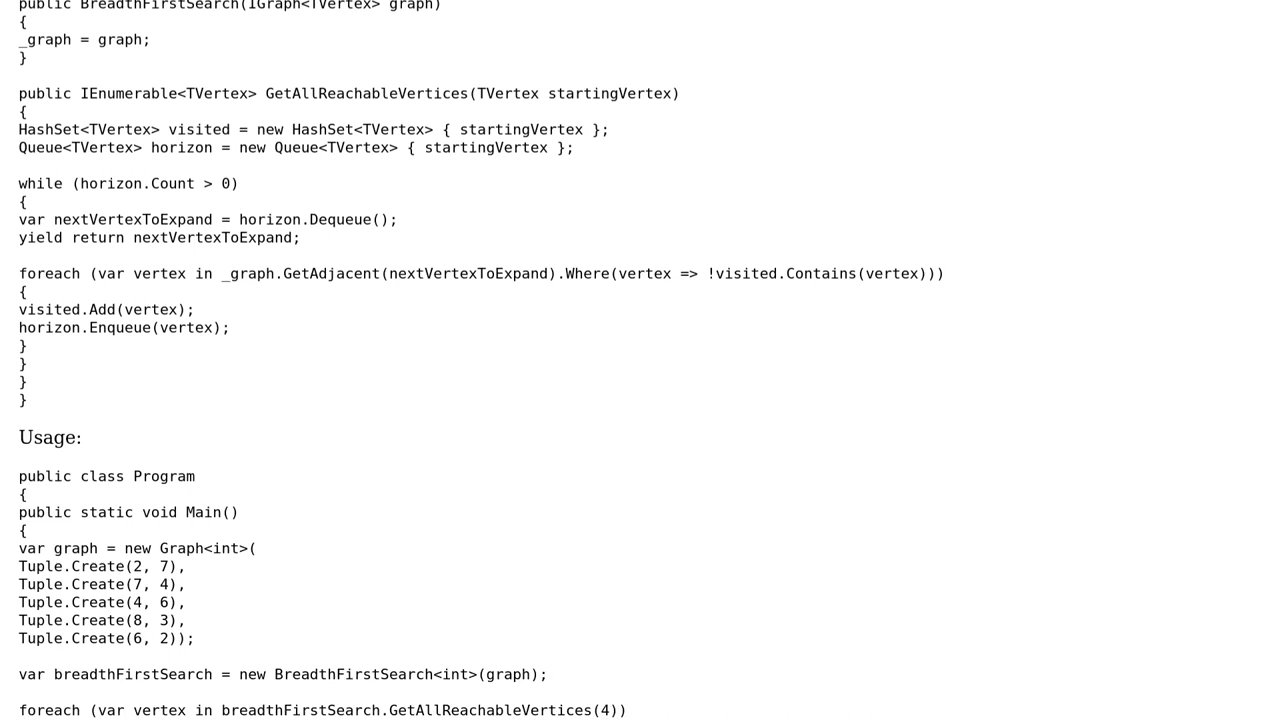 public BreadthFirstSearch(IGraph<TVertex> graph)
{
_graph = graph;
}
public IEnumerable<TVertex> GetAllReachableVertices(TVertex startingVertex)
{
HashSet<TVertex> visited = new HashSet<TVertex> { startingVertex };
Queue<TVertex> horizon = new Queue<TVertex> { startingVertex };
while (horizon.Count > 0)
{
var nextVertexToExpand = horizon.Dequeue();
yield return nextVertexToExpand;
foreach (var vertex in _graph.GetAdjacent(nextVertexToExpand).Where(vertex => !visited.Contains(vertex)))
{
visited.Add(vertex);
horizon.Enqueue(vertex);
}
}
}
}
Usage:
public class Program
{
public static void Main()
{
var graph = new Graph<int>(
Tuple.Create(2, 7),
Tuple.Create(7, 4),
Tuple.Create(4, 6),
Tuple.Create(8, 3),
Tuple.Create(6, 2));
var breadthFirstSearch = new BreadthFirstSearch<int>(graph);
foreach (var vertex in breadthFirstSearch.GetAllReachableVertices(4))